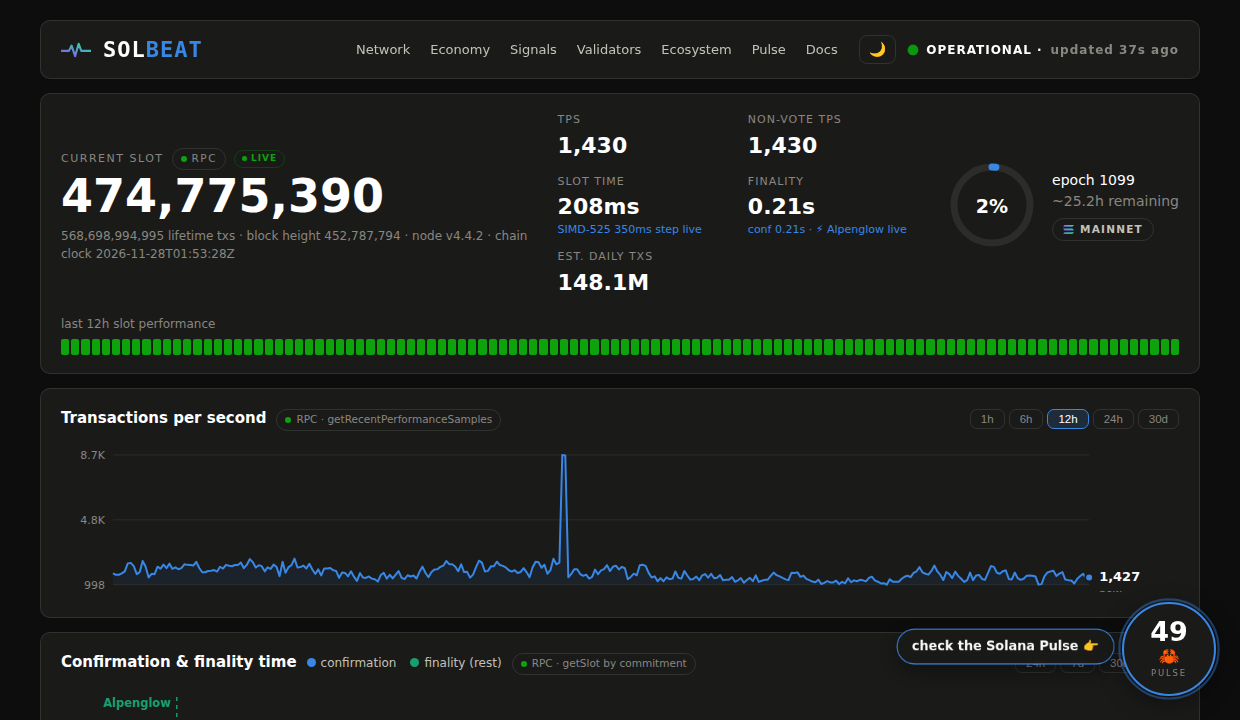 SOLBEAT
Network Economy Signals Validators Ecosystem Pulse Docs
OPERATIONAL · updated 37s ago
CURRENT SLOT RPC LIVE
474,775,390
568,698,994,995 lifetime txs · block height 452,787,794 · node v4.4.2 · chain
clock 2026-11-28T01:53:28Z
TPS
1,430
NON-VOTE TPS
1,430
SLOT TIME
208ms
SIMD-525 350ms step live
FINALITY
0.21s
conf 0.21s · ⚡ Alpenglow live
EST. DAILY TXS
148.1M
2%
epoch 1099
~25.2h remaining
MAINNET
last 12h slot performance
Transactions per second RPC · getRecentPerformanceSamples
1h 6h 12h 24h 30d
8.7K
4.8K
998
1,427
Confirmation & finality time confirmation finality (rest) RPC · getSlot by commitment
check the Solana Pulse 👉
49
PULSE
Alpenglow